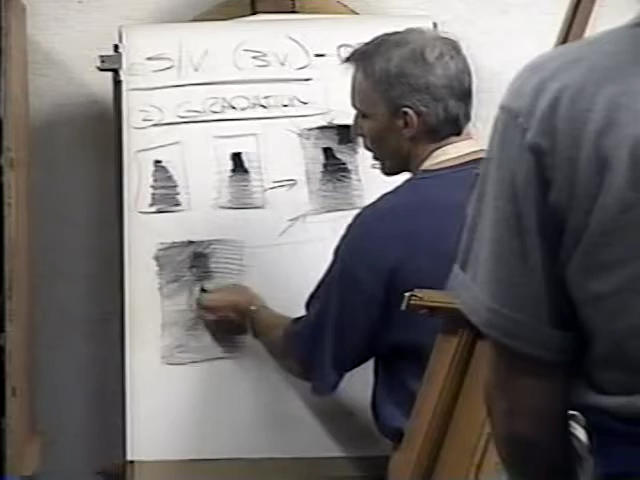 S/V. (3V.)-
2) GRADATION